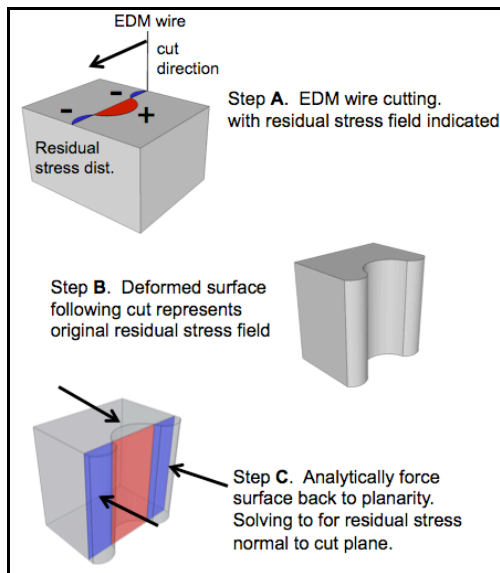 EDM wire
cut
direction
-
-
+
Residual
stress dist.
Step A. EDM wire cutting.
with residual stress field indicated
Step B. Deformed surface
following cut represents
original residual stress field
Step C. Analytically force
surface back to planarity.
Solving to for residual stress
normal to cut plane.